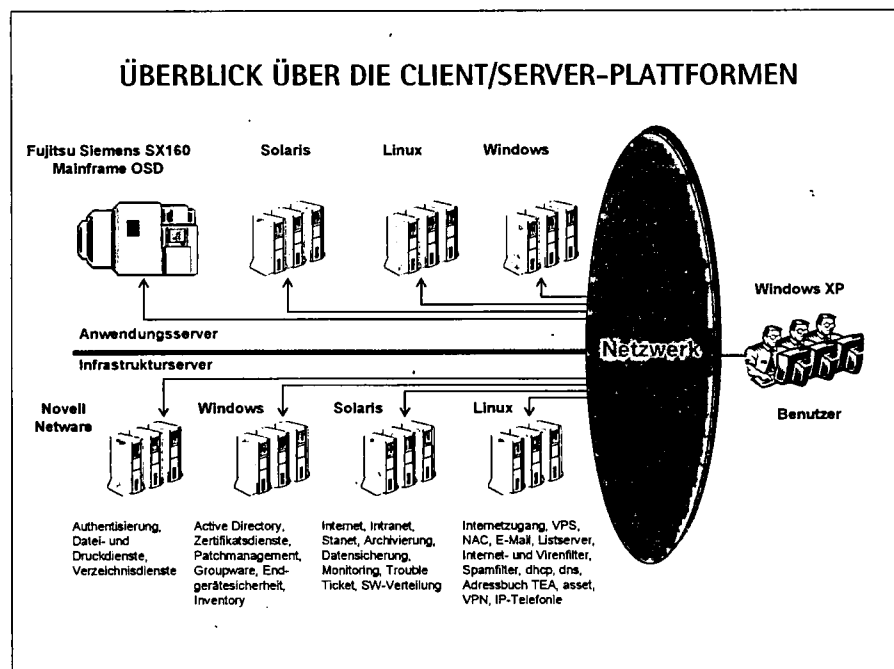 ÜBERBLICK ÜBER DIE CLIENT/SERVER-PLATTFORMEN
Fujitsu Siemens SX160
Mainframe OSD
Solaris
Linux
Windows
Windows XP
Anwendungsserver
Netzwerk
Infrastrukturserver
Benutzer
Novell
Netware
Windows
Solaris
Linux
Authentisierung,
Datei- und
Druckdienste,
Verzeichnisdienste
Active Directory,
Zertifikatsdienste,
Patchmanagement,
Groupware, End-
gerätesicherheit,
Inventory
Internet, Intranet,
Stanet, Archivierung,
Datensicherung,
Monitoring, Trouble
Ticket, SW-Verteilung
Internetzugang, VPS,
NAC, E-Mail, Listserver,
Internet- und Virenfilter,
Spamfilter, dhcp, dns,
Adressbuch TEA, asset,
VPN, IP-Telefonie